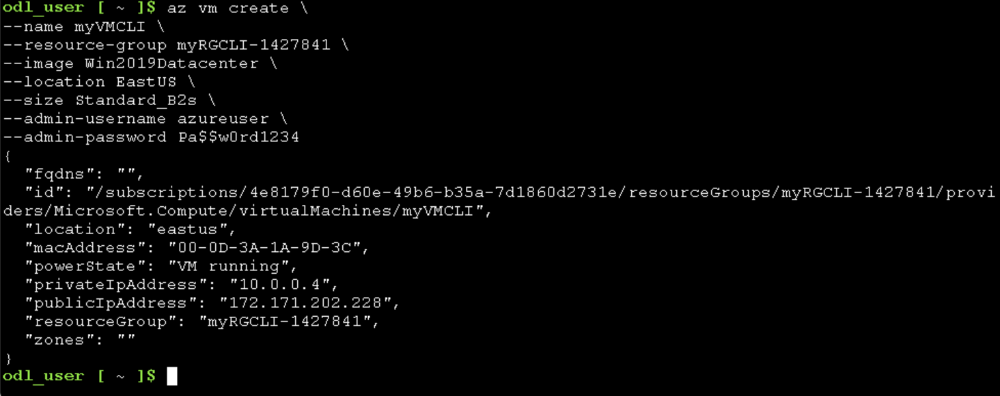 odl_user [ ~ ]$ az vm create \
--name myVMCLI \
--resource-group myRGCLI-1427841 \
--image Win2019Datacenter \
--location EastUS \
--size Standard_B2s \
--admin-username azureuser \
--admin-password Pa$$w0rd1234
{
  "fqdns": "",
  "id": "/subscriptions/4e8179f0-d60e-49b6-b35a-7d1860d2731e/resourceGroups/myRGCLI-1427841/provi
ders/Microsoft.Compute/virtualMachines/myVMCLI",
  "location": "eastus",
  "macAddress": "00-0D-3A-1A-9D-3C",
  "powerState": "VM running",
  "privateIpAddress": "10.0.0.4",
  "publicIpAddress": "172.171.202.228",
  "resourceGroup": "myRGCLI-1427841",
  "zones": ""
}
odl_user [ ~ ]$